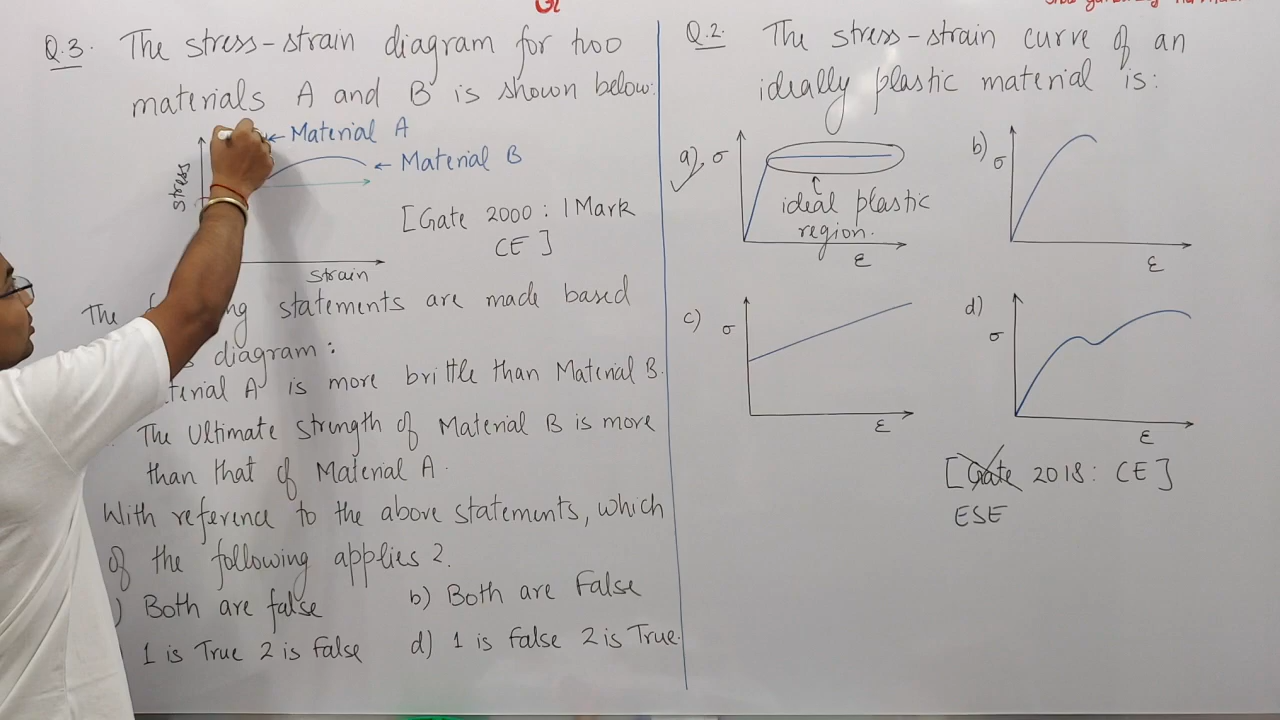 Q.3. The stress-strain diagram for two
materials A and B is shown below:
← Material A
← Material B
Stress
[Gate 2000: 1 Mark
CE]
Strain
The statements are made based
diagram:
A is more brittle than Material B.
The Ultimate strength of Material B is more
than that of Material A.
With reference to the above statements, which
of the following applies?
) Both are false
b) Both are False
1 is True 2 is False
d) 1 is false 2 is True.
Q.2. The stress-strain curve of an
ideally plastic material is:
a) σ
ideal plastic
region.
ε
b) σ
ε
c) σ
ε
d) σ
ε
[Gate 2018: CE]
ESE